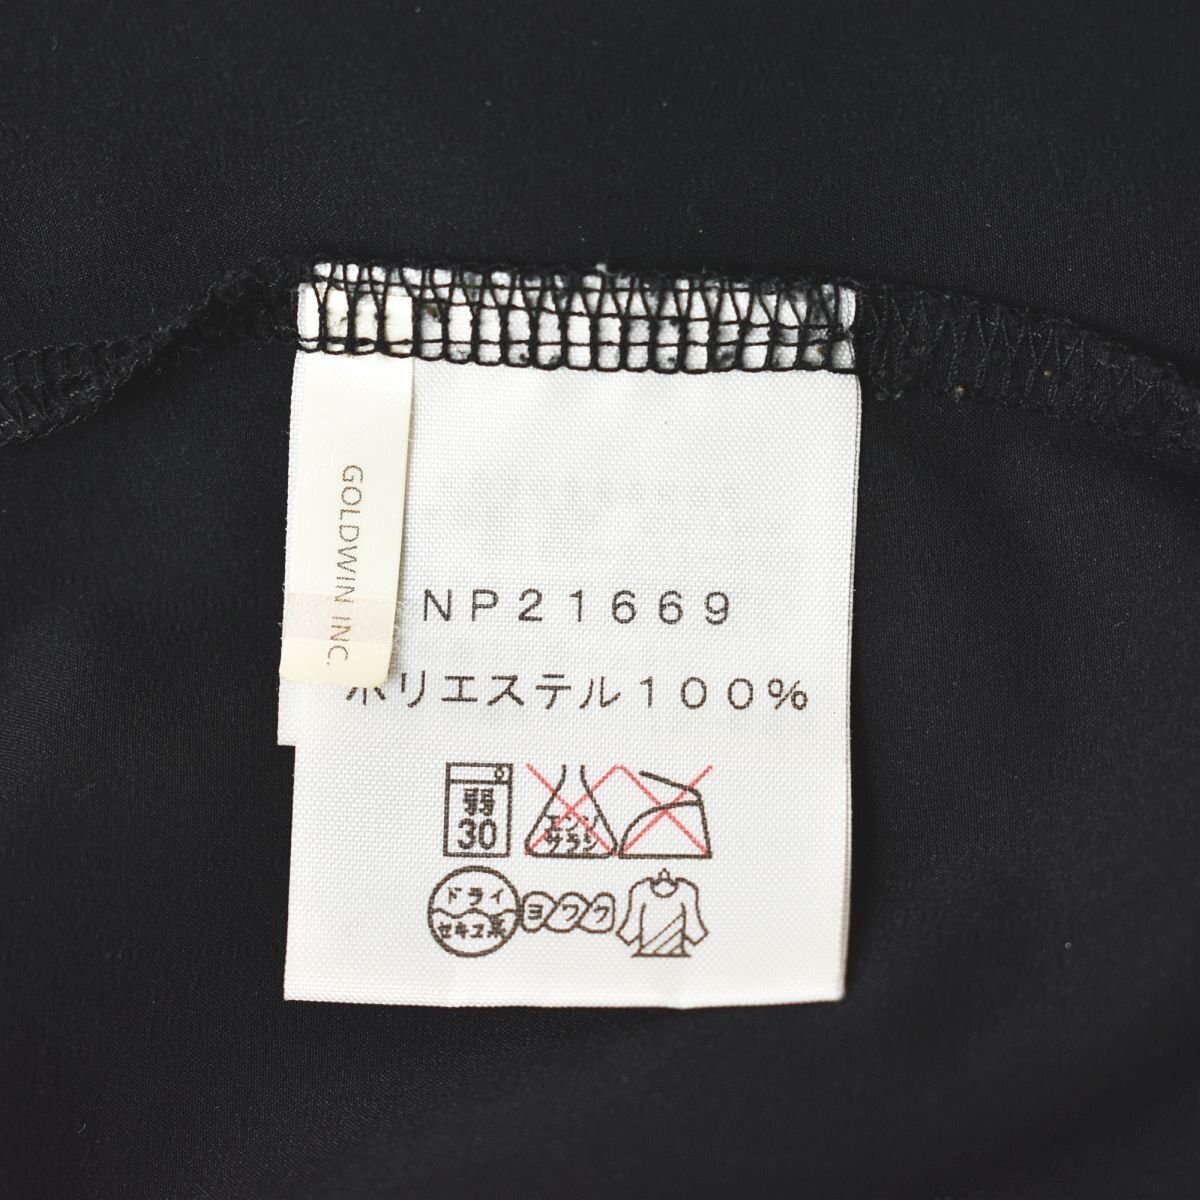 GOLDWIN INC.
NP21669
ポリエステル100%
弱
30
エンソ
サラシ
ドライ
セキユ系
ヨワク